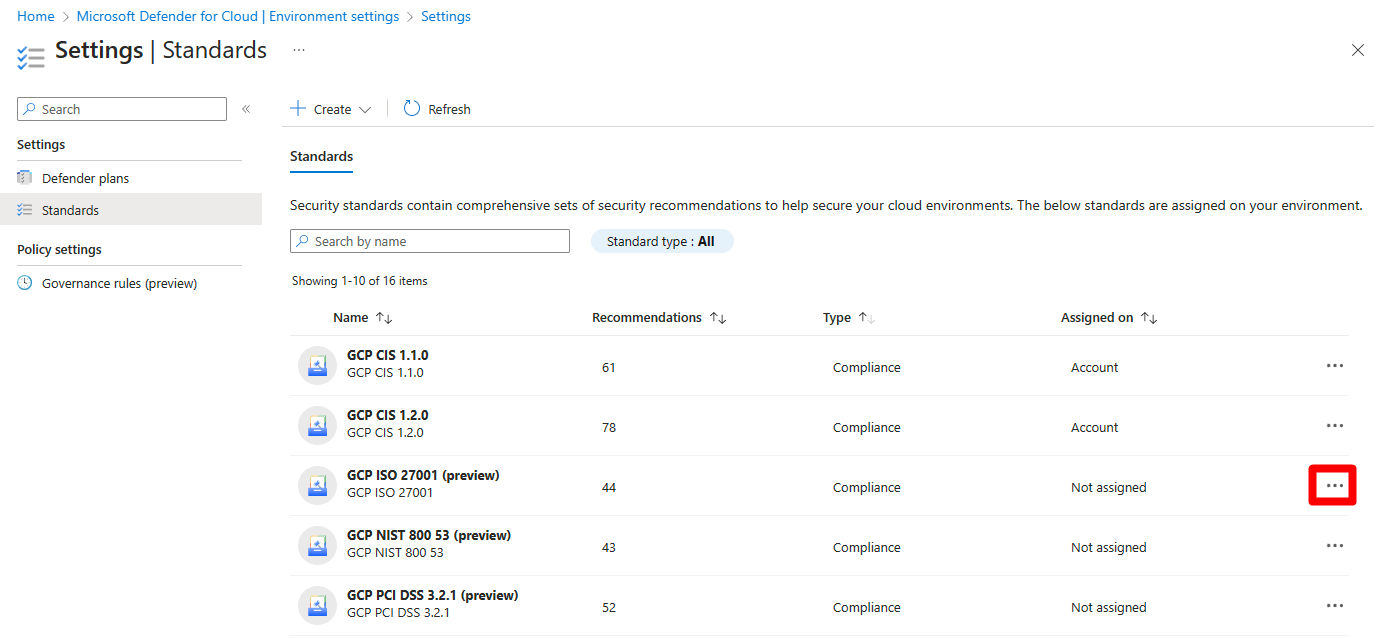 Home > Microsoft Defender for Cloud | Environment settings > Settings
Settings | Standards ...
Search «
Settings
Defender plans
Standards
Policy settings
Governance rules (preview)
Create Refresh
Standards
Security standards contain comprehensive sets of security recommendations to help secure your cloud environments. The below standards are assigned on your environment.
Search by name Standard type : All
Showing 1-10 of 16 items
Name ↑↓ Recommendations ↑↓ Type ↑↓ Assigned on ↑↓
GCP CIS 1.1.0
GCP CIS 1.1.0
61 Compliance Account ...
GCP CIS 1.2.0
GCP CIS 1.2.0
78 Compliance Account ...
GCP ISO 27001 (preview)
GCP ISO 27001
44 Compliance Not assigned ...
GCP NIST 800 53 (preview)
GCP NIST 800 53
43 Compliance Not assigned ...
GCP PCI DSS 3.2.1 (preview)
GCP PCI DSS 3.2.1
52 Compliance Not assigned ...